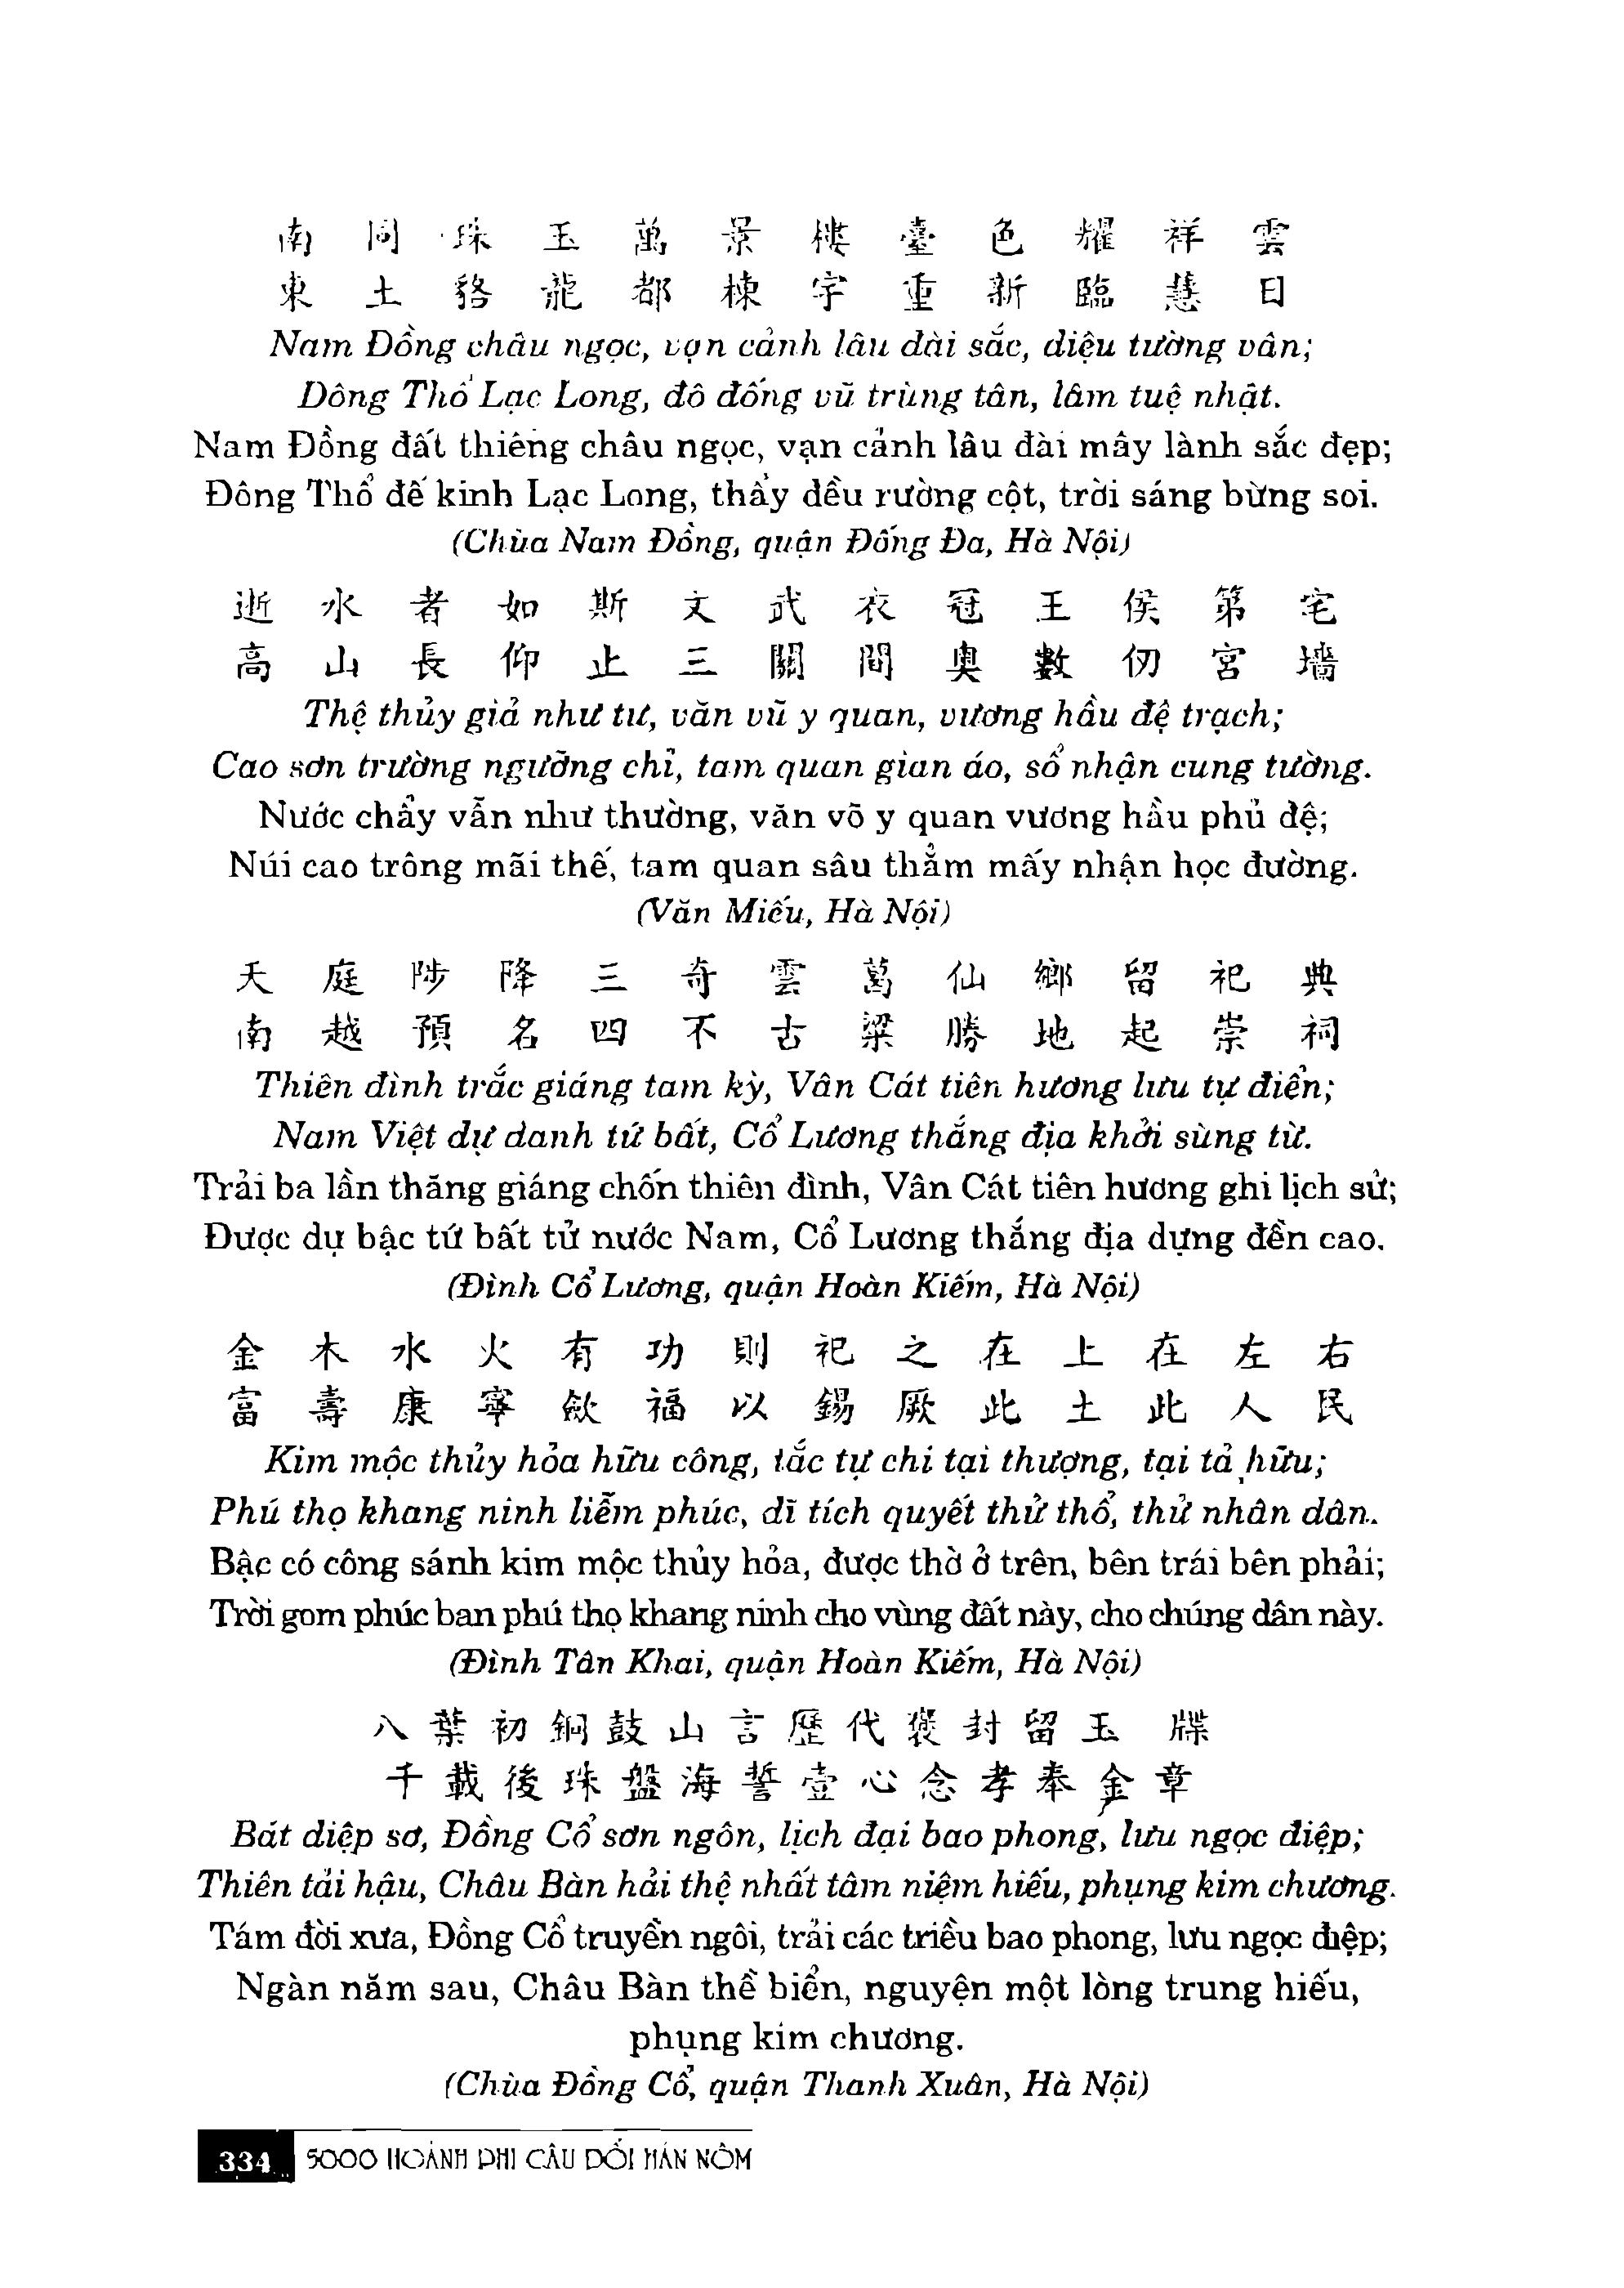 南同珠玉萬景樓臺色耀祥雲
東土貉龍都棟宇重新臨慧日
Nam Đồng châu ngọc, vạn cảnh lâu đài sắc, diệu tường vân;
Đông Thổ Lạc Long, đô đống vũ trùng tân, lâm tuệ nhật.
Nam Đồng đất thiêng châu ngọc, vạn cảnh lâu đài mây lành sắc đẹp;
Đông Thổ đế kinh Lạc Long, thảy đều rường cột, trời sáng bừng soi.
(Chùa Nam Đồng, quận Đống Đa, Hà Nội)
逝水者如斯文武衣冠王侯第宅
高山長仰止三關間奧數仞宮墻
Thệ thủy giả như tư, văn vũ y quan, vương hầu đệ trạch;
Cao sơn trường ngưỡng chỉ, tam quan gian áo, sổ nhận cung tường.
Nước chẩy vẫn như thường, văn võ y quan vương hầu phủ đệ;
Núi cao trông mãi thế, tam quan sâu thẳm mấy nhận học đường.
(Văn Miếu, Hà Nội)
天庭陟降三奇雲葛仙鄉留祀典
南越預名四不古梁勝地起崇祠
Thiên đình trắc giáng tam kỳ, Vân Cát tiên hương lưu tự điển;
Nam Việt dự danh tứ bất, Cổ Lương thắng địa khởi sùng từ.
Trải ba lần thăng giáng chốn thiên đình, Vân Cát tiên hương ghi lịch sử;
Được dự bậc tứ bất tử nước Nam, Cổ Lương thắng địa dựng đền cao.
(Đình Cổ Lương, quận Hoàn Kiếm, Hà Nội)
金木水火有功則祀之在上在左右
富壽康寧斂福以錫厥此土此人民
Kim mộc thủy hỏa hữu công, tắc tự chi tại thượng, tại tả hữu;
Phú thọ khang ninh liễm phúc, dĩ tích quyết thử thổ, thử nhân dân.
Bậc có công sánh kim mộc thủy hỏa, được thờ ở trên, bên trái bên phải;
Trời gom phúc ban phú thọ khang ninh cho vùng đất này, cho chúng dân này.
(Đình Tân Khai, quận Hoàn Kiếm, Hà Nội)
八葉初銅鼓山言歷代褒封留玉牒
千載後珠盤海誓壹心念孝奉金章
Bát diệp sơ, Đồng Cổ sơn ngôn, lịch đại bao phong, lưu ngọc điệp;
Thiên tải hậu, Châu Bàn hải thệ nhất tâm niệm hiếu, phụng kim chương.
Tám đời xưa, Đồng Cổ truyền ngôi, trải các triều bao phong, lưu ngọc điệp;
Ngàn năm sau, Châu Bàn thề biển, nguyện một lòng trung hiếu,
phụng kim chương.
(Chùa Đồng Cổ, quận Thanh Xuân, Hà Nội)
334 5000 HOÀNH PHI CÂU ĐỐI HÁN NÔM